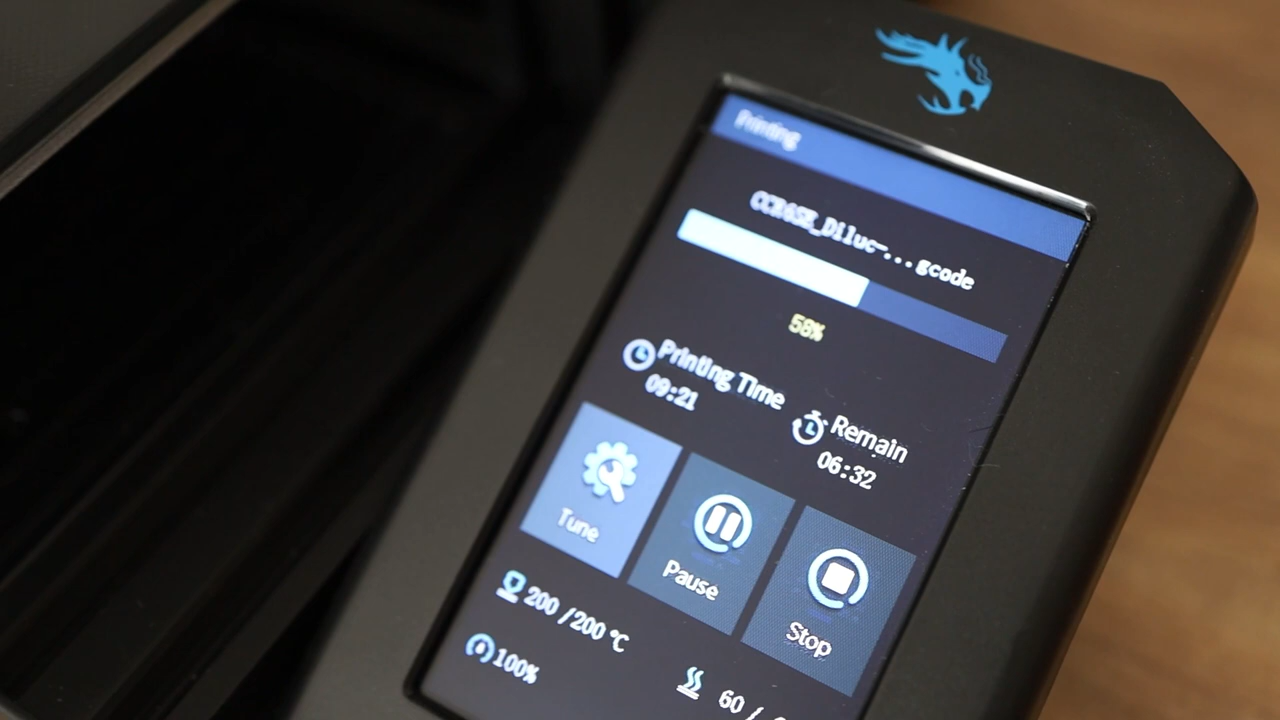 Printing
CCR6SE_Diluc-...gcode
58%
Printing Time
09:21
Remain
06:32
Tune
Pause
Stop
200 /200 ℃
100%
60 /